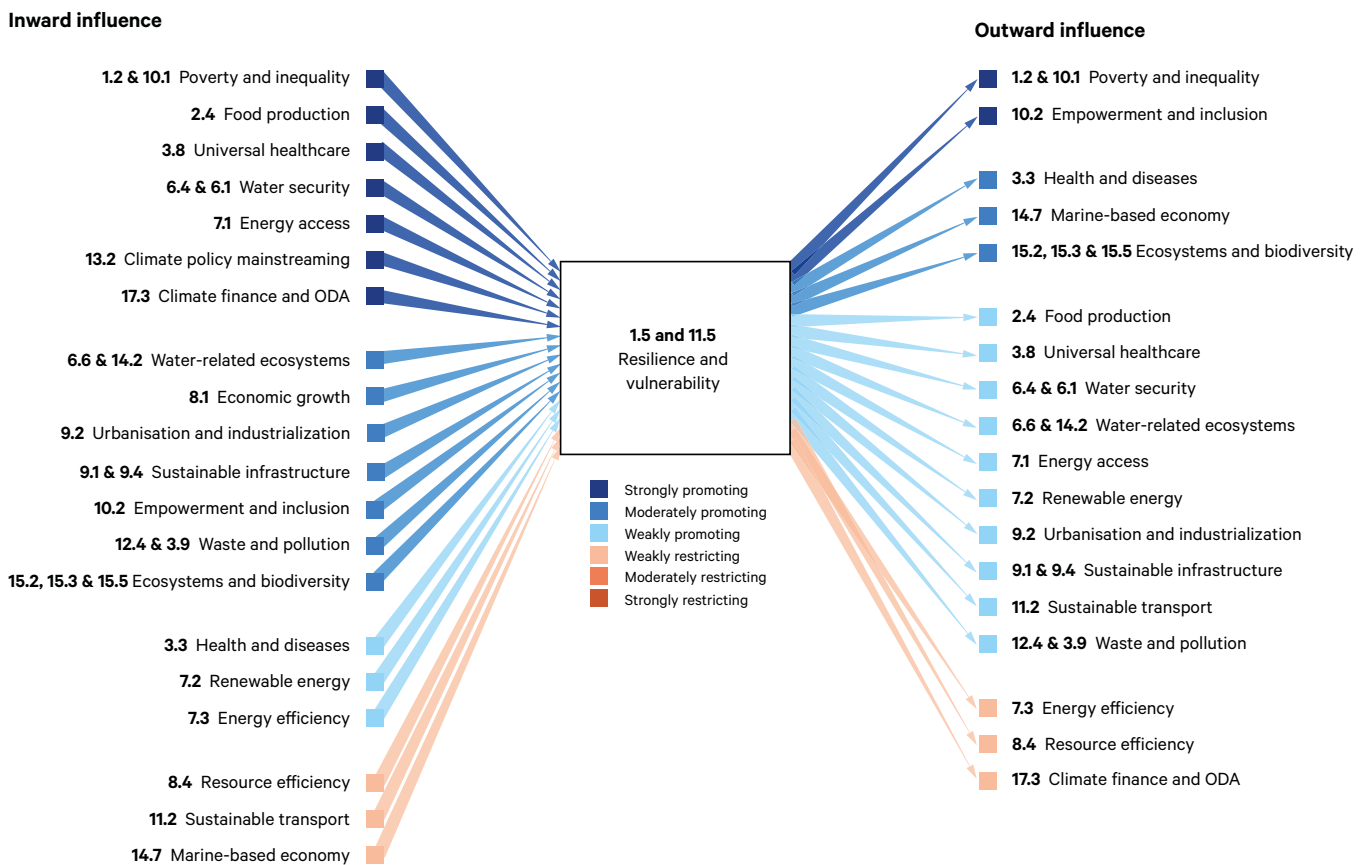 Inward influence
1.2 & 10.1 Poverty and inequality
2.4 Food production
3.8 Universal healthcare
6.4 & 6.1 Water security
7.1 Energy access
13.2 Climate policy mainstreaming
17.3 Climate finance and ODA
6.6 & 14.2 Water-related ecosystems
8.1 Economic growth
9.2 Urbanisation and industrialization
9.1 & 9.4 Sustainable infrastructure
10.2 Empowerment and inclusion
12.4 & 3.9 Waste and pollution
15.2, 15.3 & 15.5 Ecosystems and biodiversity
3.3 Health and diseases
7.2 Renewable energy
7.3 Energy efficiency
8.4 Resource efficiency
11.2 Sustainable transport
14.7 Marine-based economy
1.5 and 11.5
Resilience and
vulnerability
Strongly promoting
Moderately promoting
Weakly promoting
Weakly restricting
Moderately restricting
Strongly restricting
Outward influence
1.2 & 10.1 Poverty and inequality
10.2 Empowerment and inclusion
3.3 Health and diseases
14.7 Marine-based economy
15.2, 15.3 & 15.5 Ecosystems and biodiversity
2.4 Food production
3.8 Universal healthcare
6.4 & 6.1 Water security
6.6 & 14.2 Water-related ecosystems
7.1 Energy access
7.2 Renewable energy
9.2 Urbanisation and industrialization
9.1 & 9.4 Sustainable infrastructure
11.2 Sustainable transport
12.4 & 3.9 Waste and pollution
7.3 Energy efficiency
8.4 Resource efficiency
17.3 Climate finance and ODA